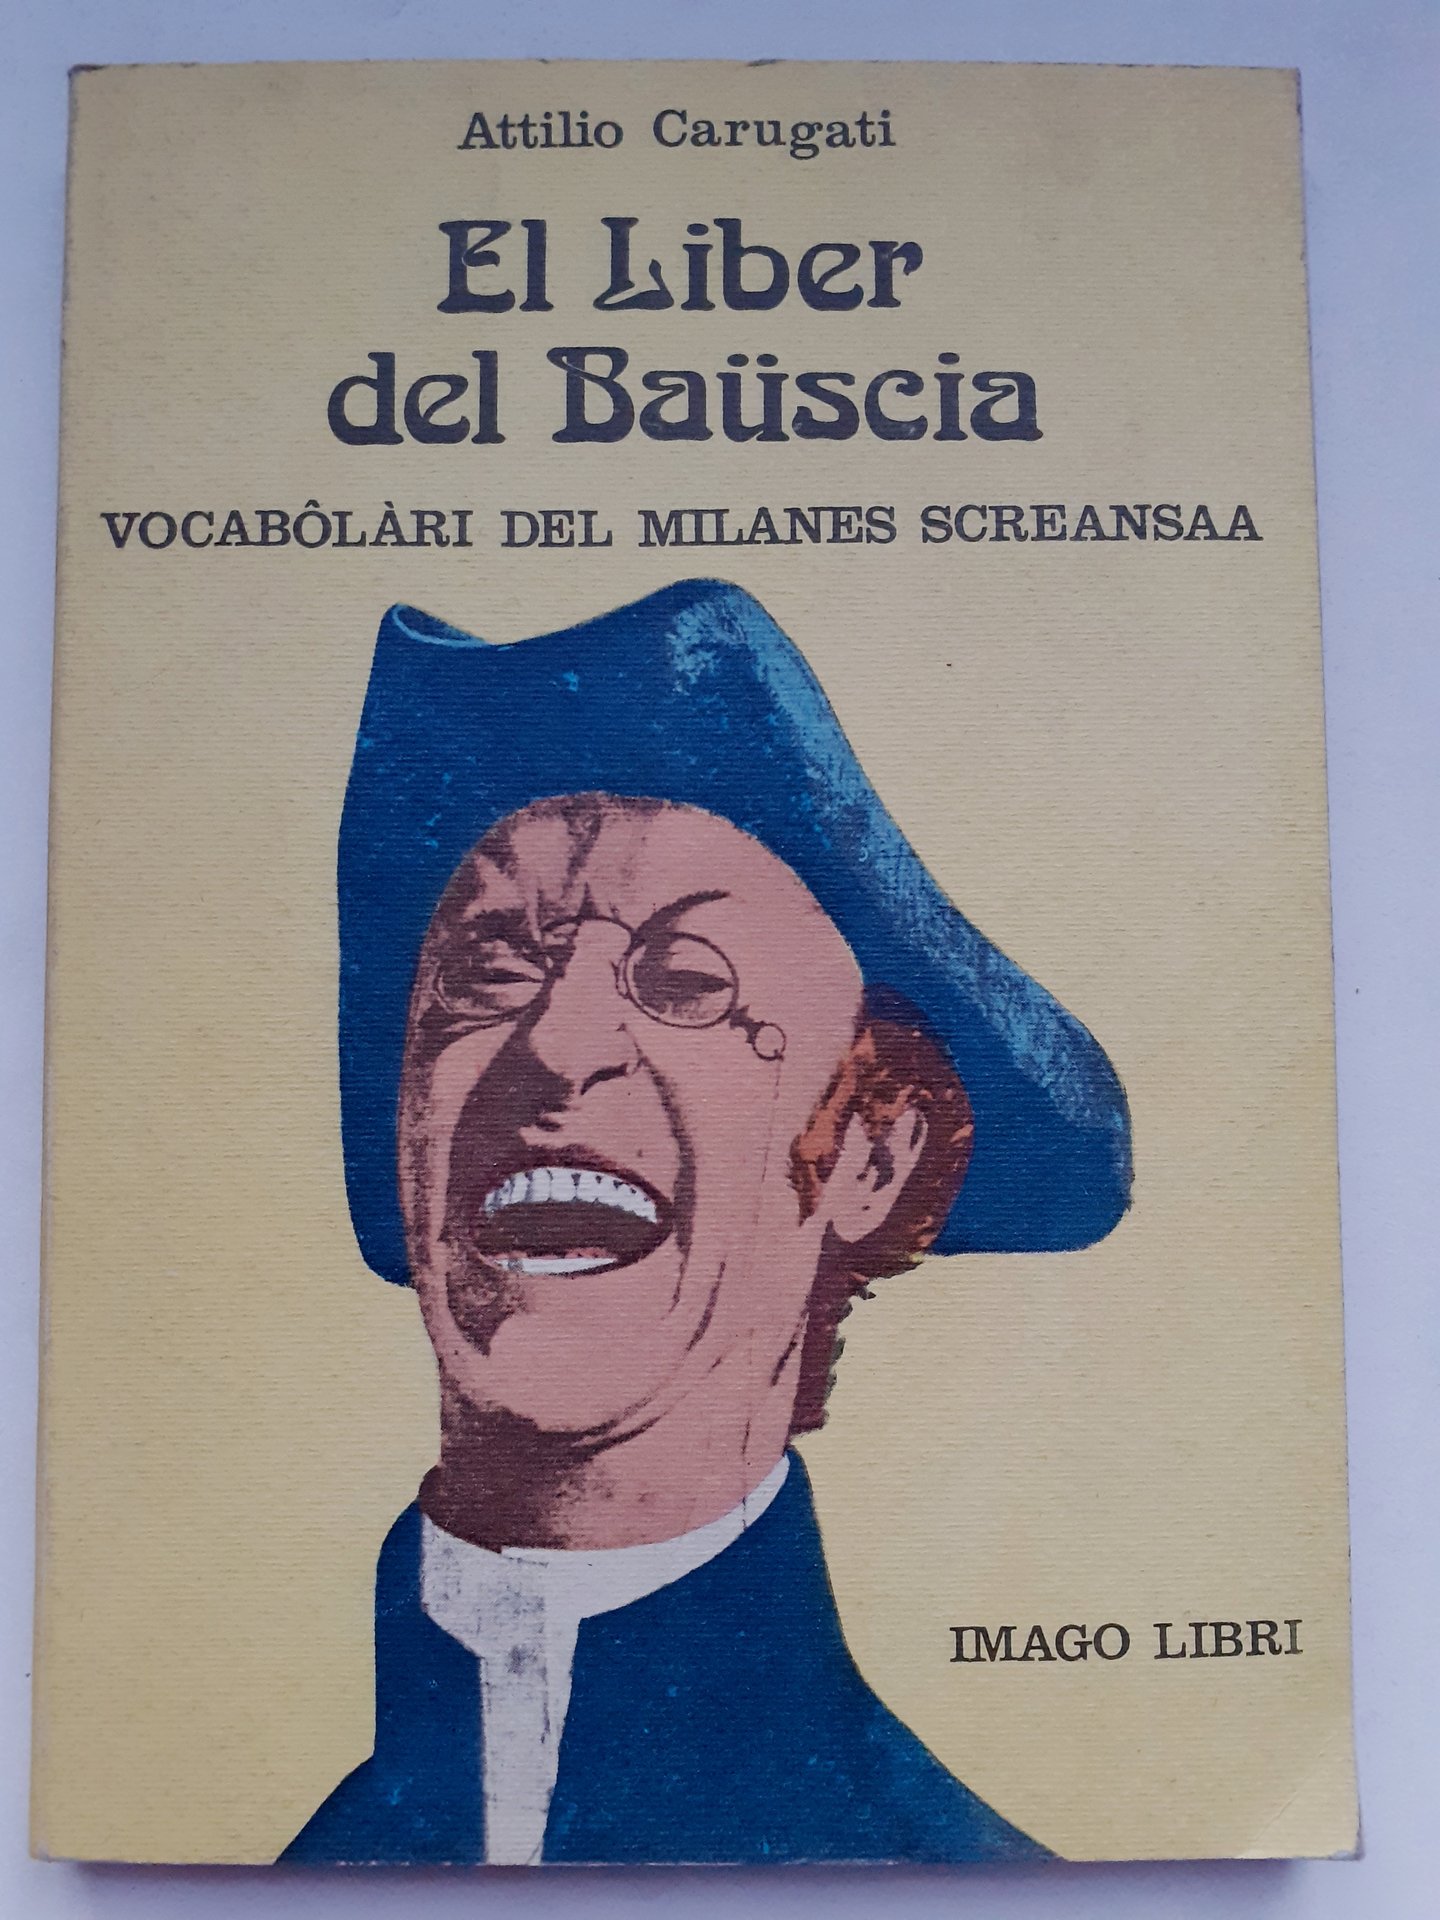 Attilio Carugati
El Liber
del Baüscia
VOCABÔLÀRI DEL MILANES SCREANSAA
IMAGO LIBRI